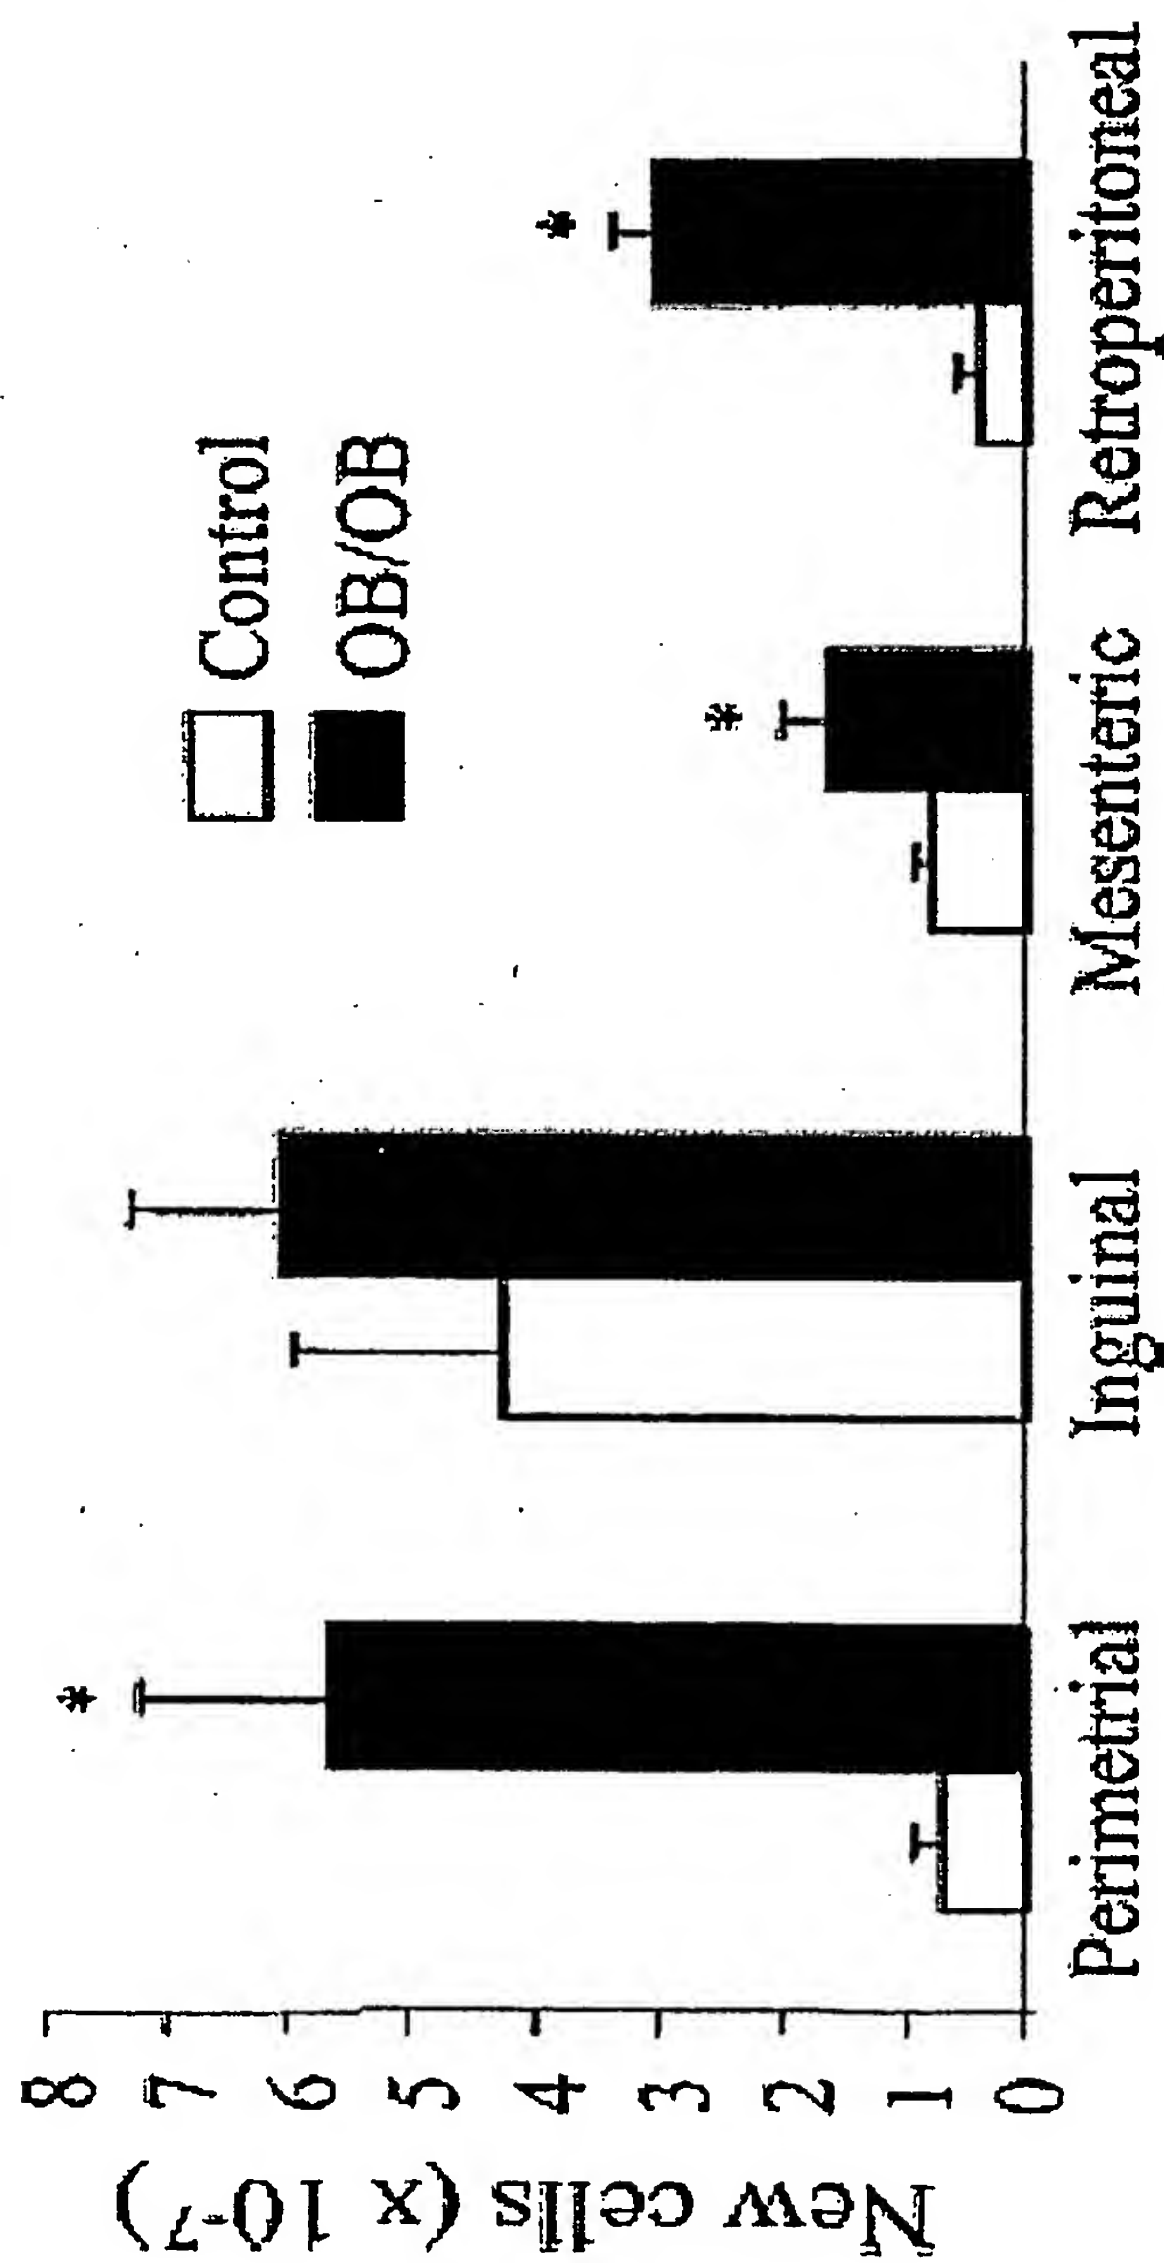 New cells (x 10-7)
8
7
6
5
4
3
2
1
0
Control
OB/OB
*
*
*
Perimetrial
Inguinal
Mesenteric
Retroperitoneal